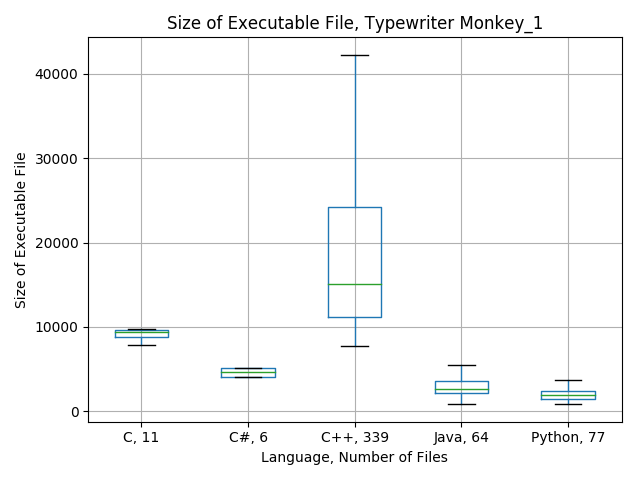 Size of Executable File, Typewriter Monkey_1
40000
30000
20000
10000
0
Size of Executable File
C, 11
C#, 6
C++, 339
Java, 64
Python, 77
Language, Number of Files